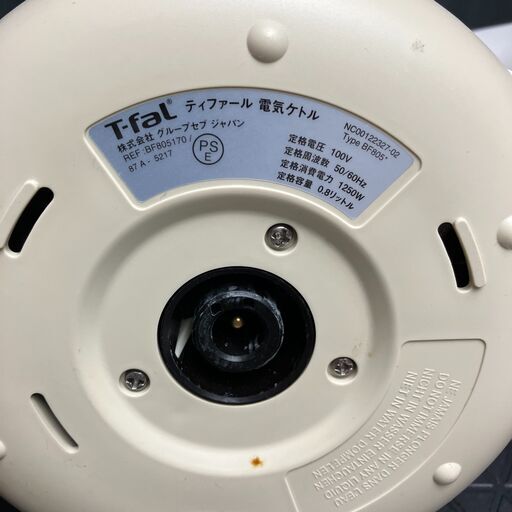 T-faL ティファール 電気ケトル
株式会社 グループセブ ジャパン
REF : BF805170 /
87 A - 5217
PS
E
NC00122327-02
Type BF805*
定格電圧 100V
定格周波数 50/60Hz
定格消費電力 1250W
定格容量 0.8リットル
NE JAMAIS PLONGER DANS L'EAU
DO NOT IMMERSE IN ANY LIQUID
NICHT IN WASSER EINTAUCHEN
NIET IN WATER DOMPELEN